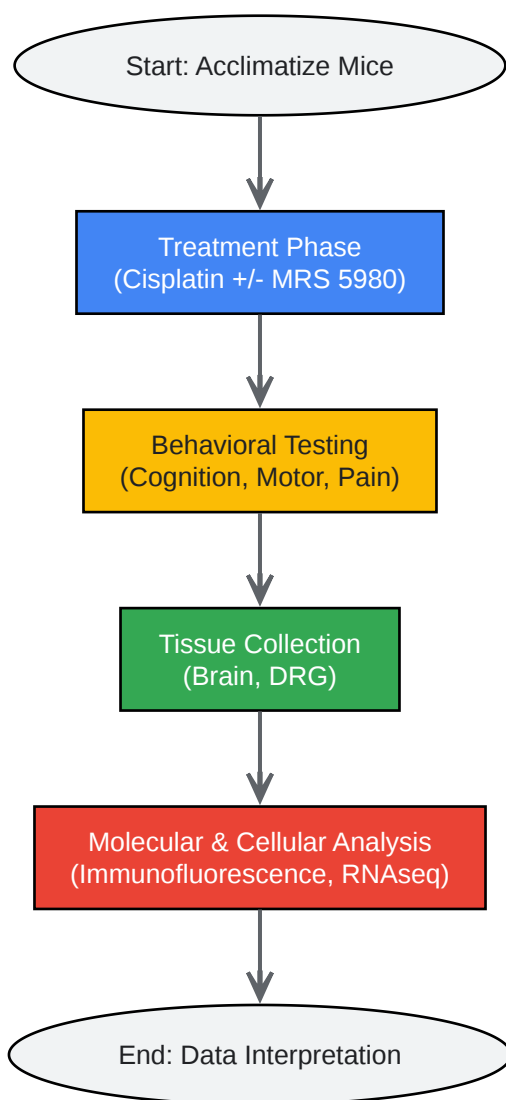 Start: Acclimatize Mice
Treatment Phase
(Cisplatin +/- MRS 5980)
Behavioral Testing
(Cognition, Motor, Pain)
Tissue Collection
(Brain, DRG)
Molecular & Cellular Analysis
(Immunofluorescence, RNAseq)
End: Data Interpretation